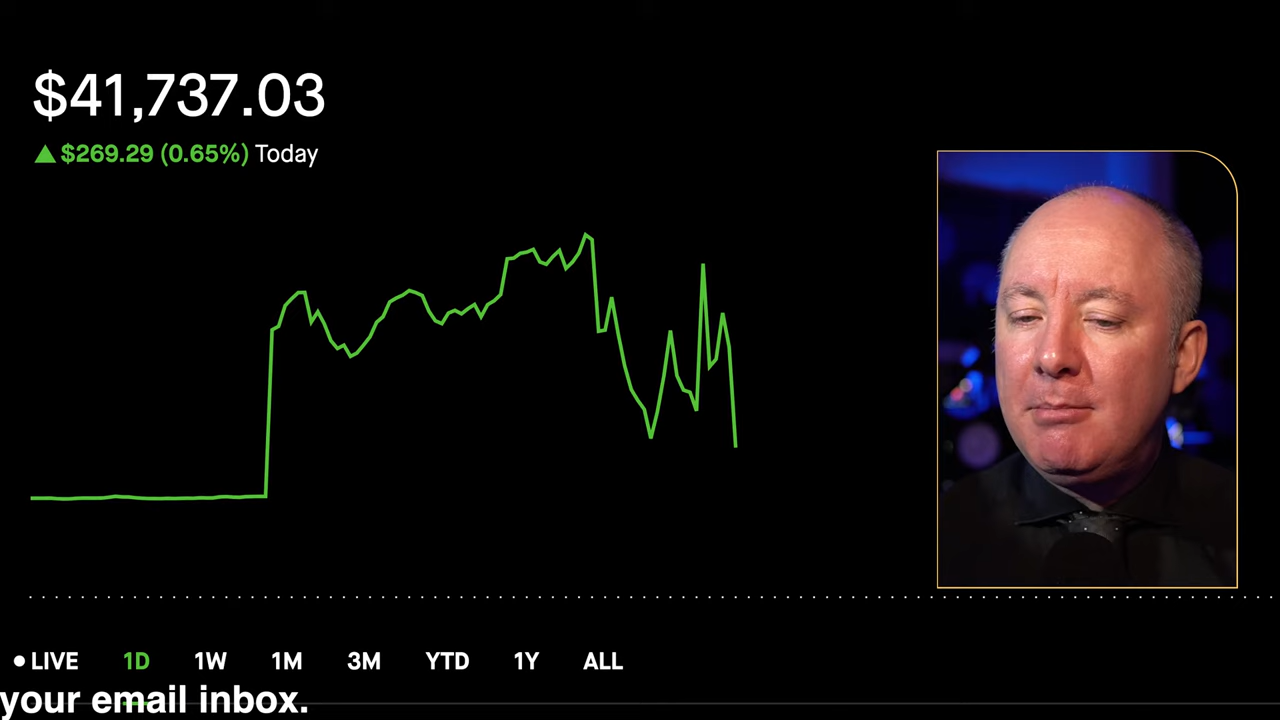 $41,737.03
▲$269.29 (0.65%) Today
LIVE 1D 1W 1M 3M YTD 1Y ALL
your email inbox.